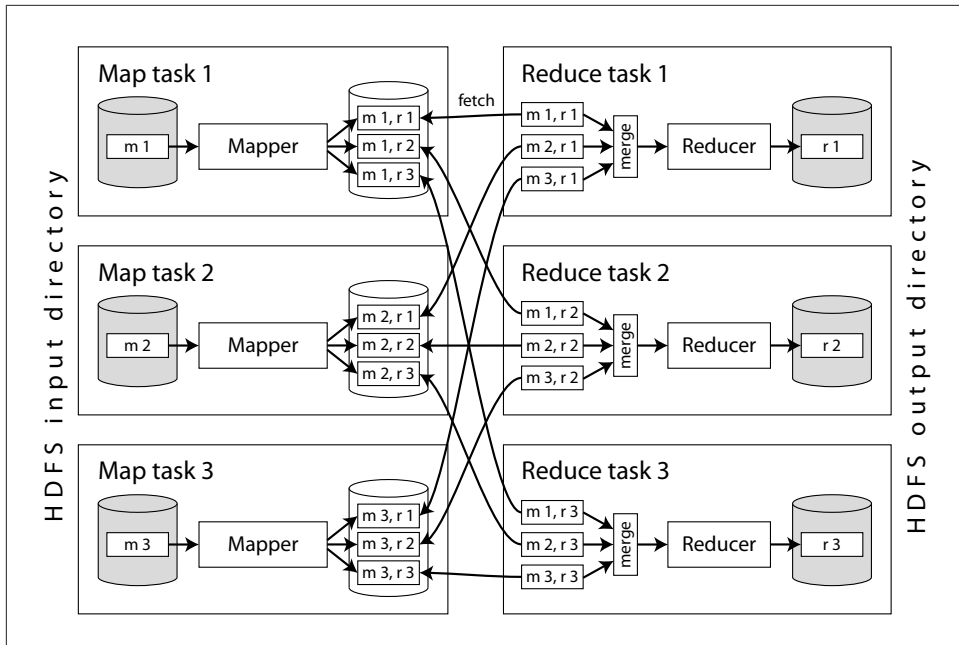 HDFS input directory
Map task 1
m 1
Mapper
m 1, r 1
m 1, r 2
m 1, r 3
fetch
Reduce task 1
m 1, r 1
m 2, r 1
m 3, r 1
merge
Reducer
r 1
Map task 2
m 2
Mapper
m 2, r 1
m 2, r 2
m 2, r 3
Reduce task 2
m 1, r 2
m 2, r 2
m 3, r 2
merge
Reducer
r 2
Map task 3
m 3
Mapper
m 3, r 1
m 3, r 2
m 3, r 3
Reduce task 3
m 1, r 3
m 2, r 3
m 3, r 3
merge
Reducer
r 3
HDFS output directory